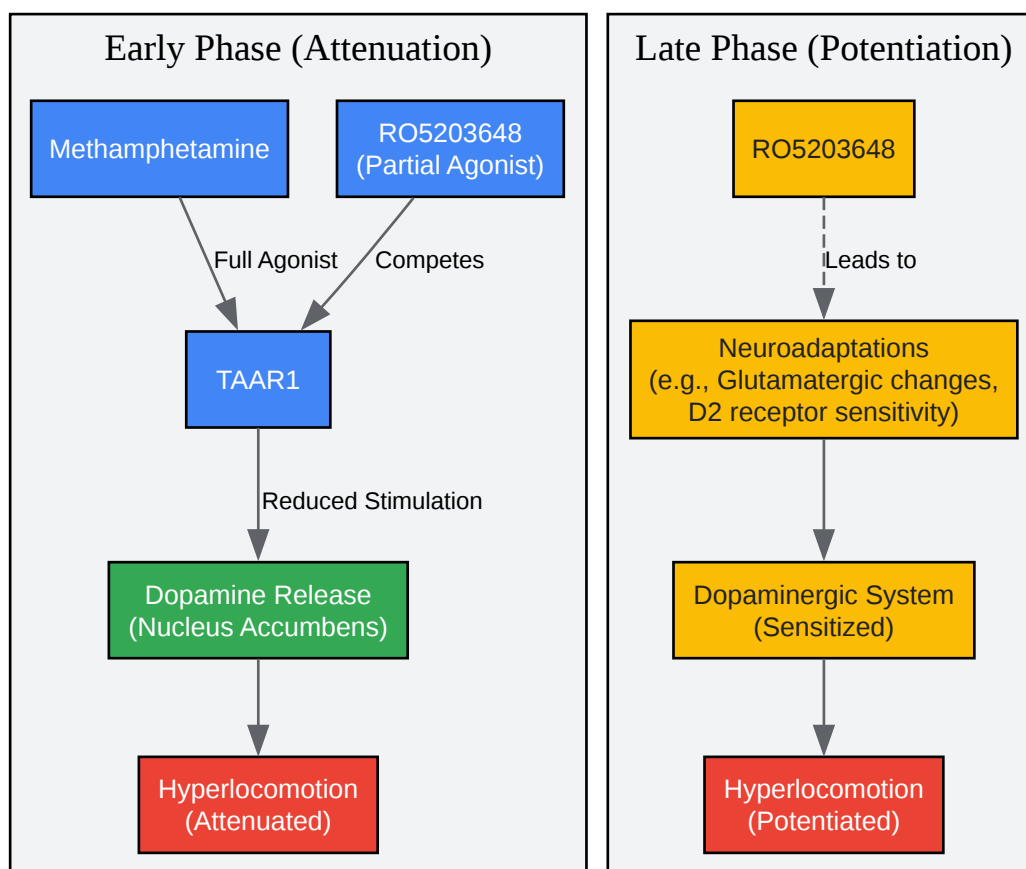 Early Phase (Attenuation)
Methamphetamine
RO5203648
(Partial Agonist)
Full Agonist
Competes
TAAR1
Reduced Stimulation
Dopamine Release
(Nucleus Accumbens)
Hyperlocomotion
(Attenuated)
Late Phase (Potentiation)
RO5203648
Leads to
Neuroadaptations
(e.g., Glutamatergic changes,
D2 receptor sensitivity)
Dopaminergic System
(Sensitized)
Hyperlocomotion
(Potentiated)